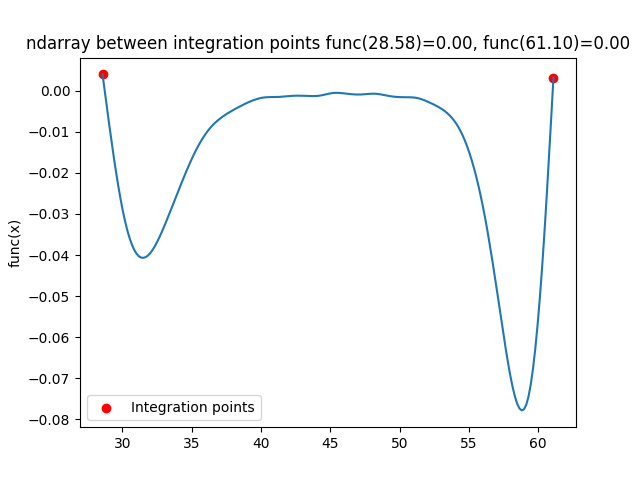 ndarray between integration points func(28.58)=0.00, func(61.10)=0.00
func(x)
0.00
−0.01
−0.02
−0.03
−0.04
−0.05
−0.06
−0.07
−0.08
Integration points
30 35 40 45 50 55 60